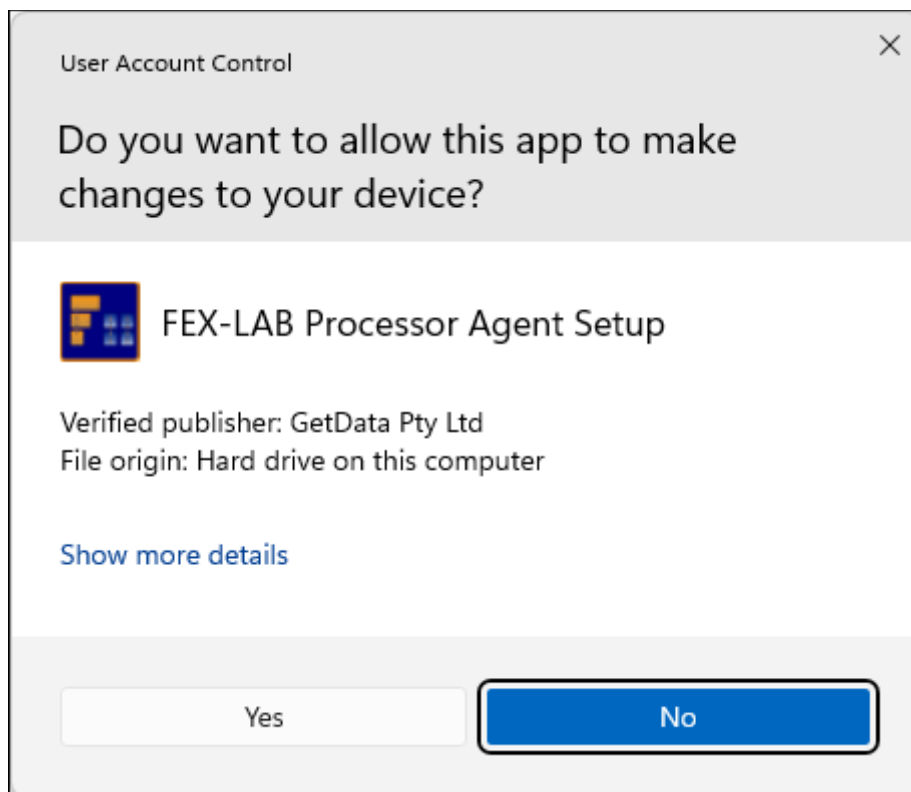 User Account Control
Do you want to allow this app to make
changes to your device?
FEX-LAB Processor Agent Setup
Verified publisher: GetData Pty Ltd
File origin: Hard drive on this computer
Show more details
Yes
No